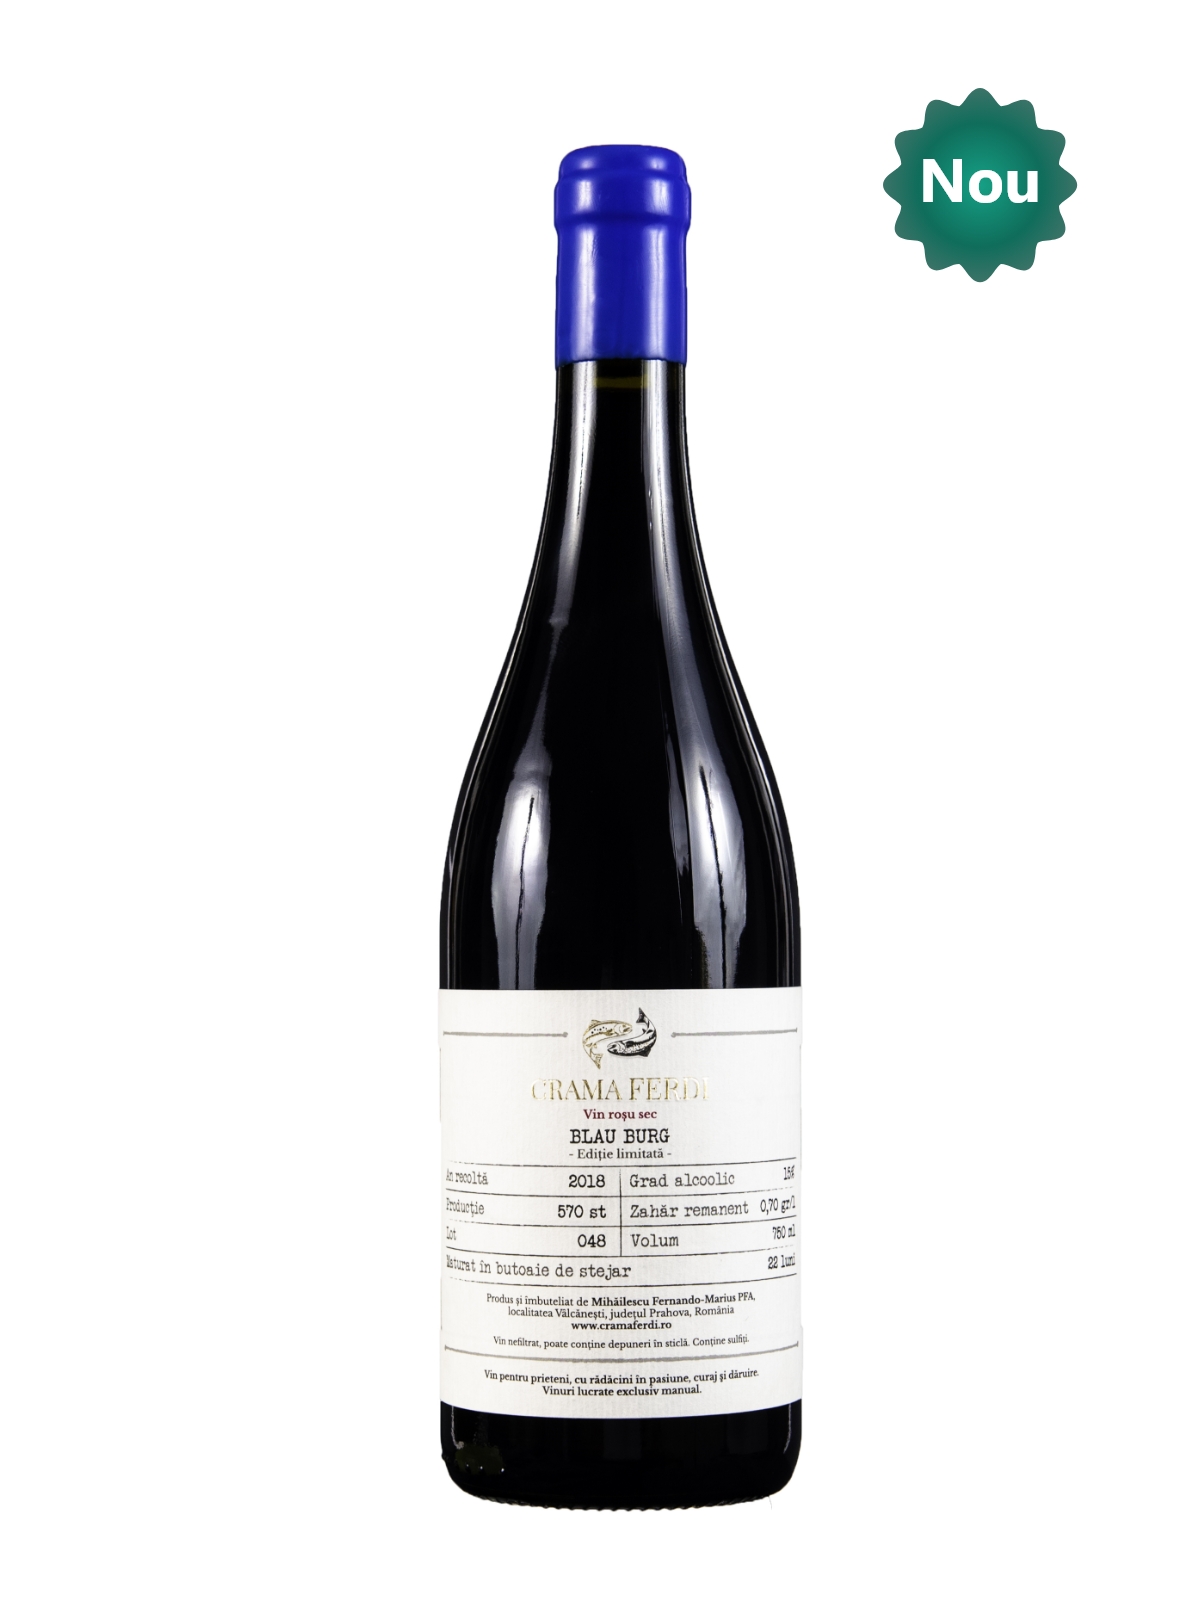 Nou
CRAMA FERDI
Vin roșu sec
BLAU BURG
- Ediție limitată -
An recoltă 2018 Grad alcoolic 15%
Producție 570 st Zahăr remanent 0,70 gr/l
Lot 048 Volum 750 ml
Maturat în butoaie de stejar 22 luni
Produs și îmbuteliat de Mihăilescu Fernando-Marius PFA,
localitatea Vâlcănești, județul Prahova, România
www.cramaferdi.ro
Vin nefiltrat, poate conține depuneri în sticlă. Conține sulfiți.
Vin pentru prieteni, cu rădăcini în pasiune, curaj și dăruire.
Vinuri lucrate exclusiv manual.